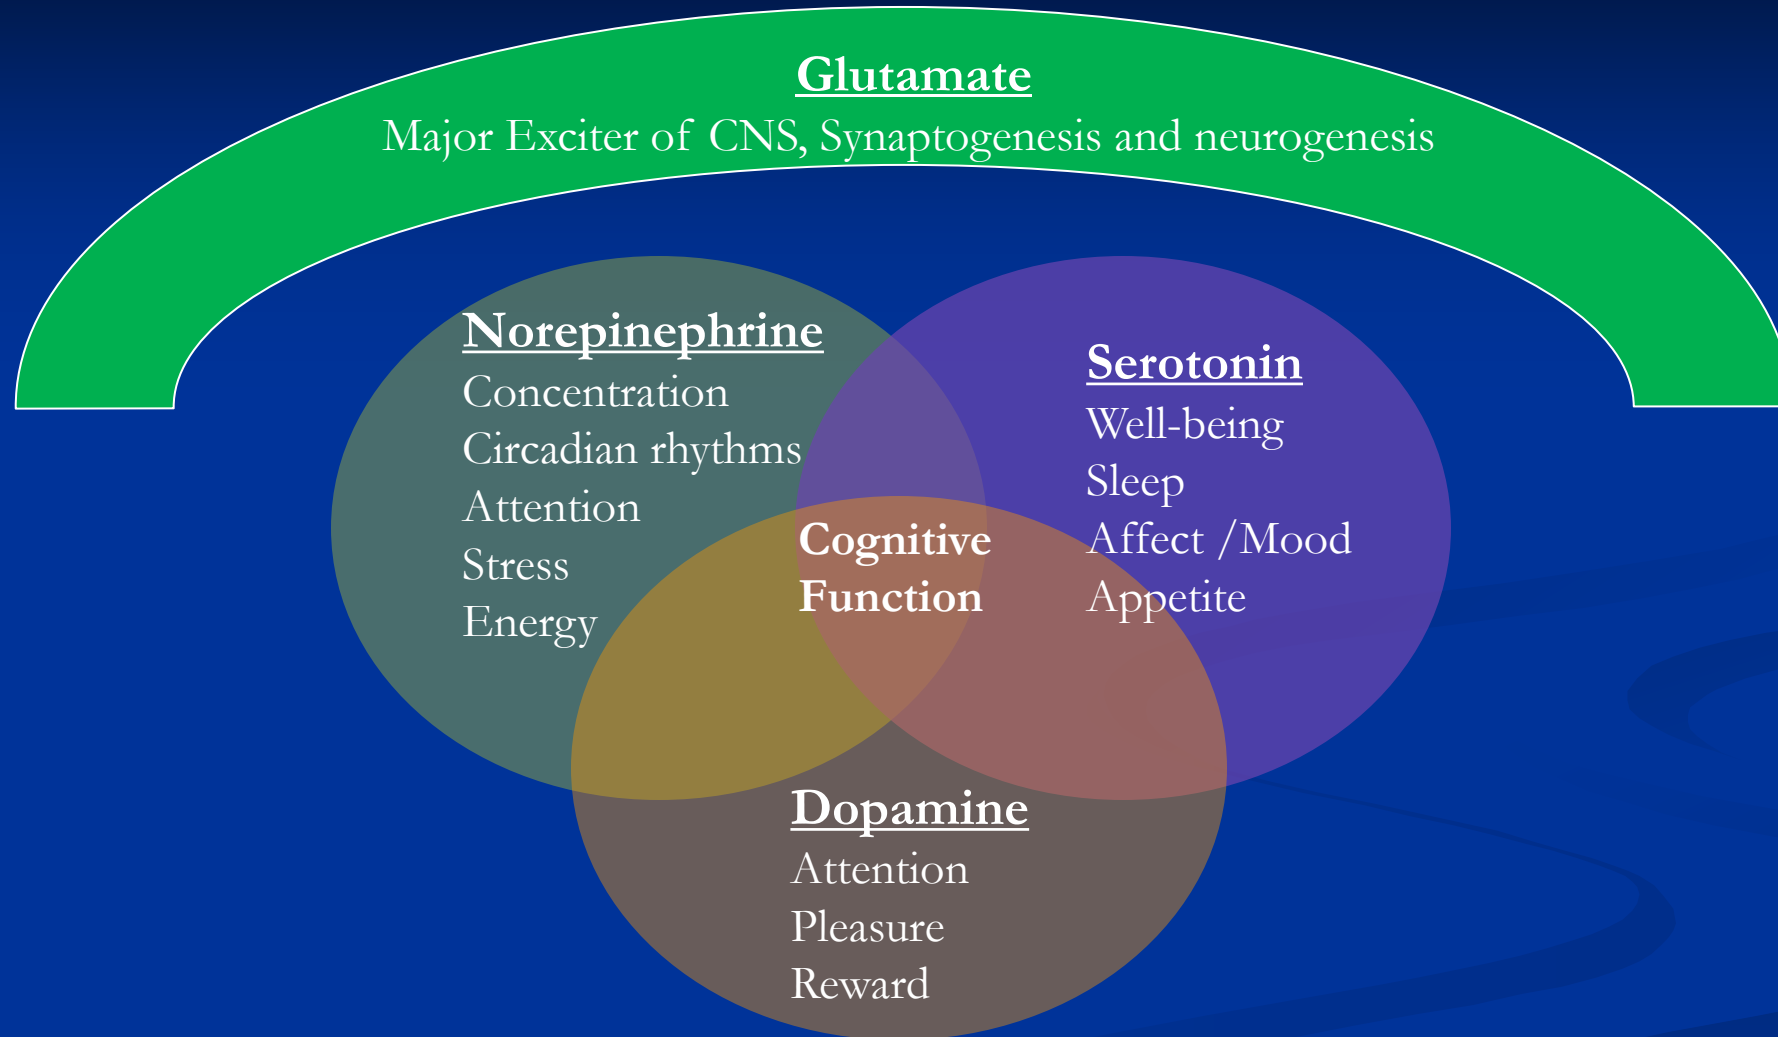 Glutamate
Major Exciter of CNS, Synaptogenesis and neurogenesis
Norepinephrine
Concentration
Circadian rhythms
Attention
Stress
Energy
Serotonin
Well-being
Sleep
Affect /Mood
Appetite
Cognitive
Function
Dopamine
Attention
Pleasure
Reward